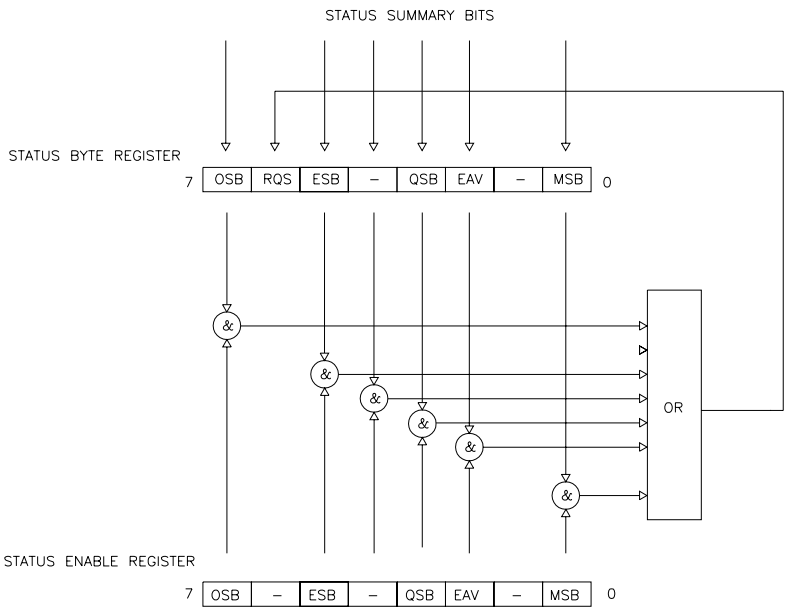 STATUS SUMMARY BITS
STATUS BYTE REGISTER
7 OSB RQS ESB – QSB EAV – MSB 0
&
&
&
&
OR
&
&
STATUS ENABLE REGISTER
7 OSB – ESB – QSB EAV – MSB 0